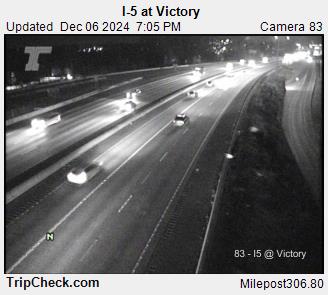 I-5 at Victory
Updated Dec 06 2024 7:05 PM Camera 83
T
N
83 - I5 @ Victory
TripCheck.com Milepost306.80